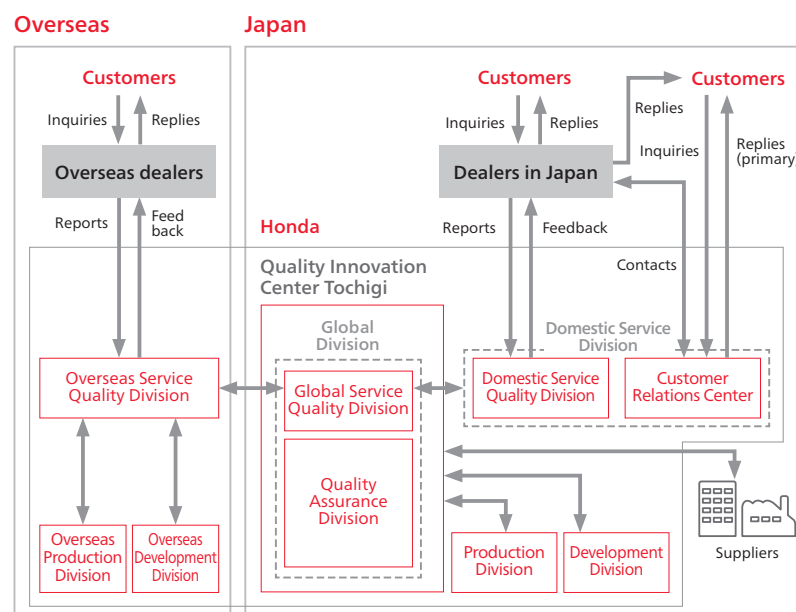 Overseas
Japan
Customers
Customers
Customers
Inquiries
Replies
Inquiries
Replies
Replies
Inquiries
Replies
(primary)
Overseas dealers
Dealers in Japan
Reports
Feed
back
Honda
Reports
Feedback
Contacts
Quality Innovation
Center Tochigi
Global
Division
Domestic Service
Division
Overseas Service
Quality Division
Global Service
Quality Division
Domestic Service
Quality Division
Customer
Relations Center
Quality
Assurance
Division
Overseas
Production
Division
Overseas
Development
Division
Production
Division
Development
Division
Suppliers